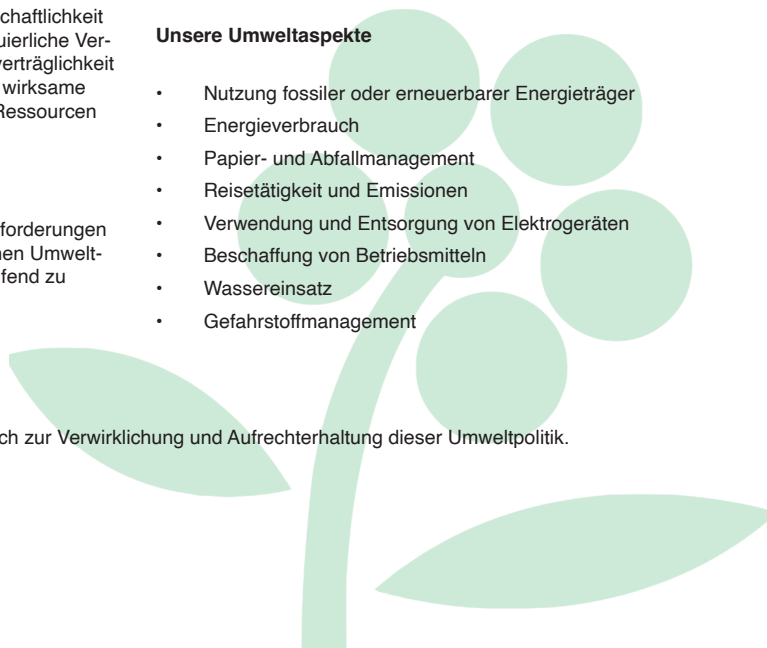 chaftlichkeit
uierliche Ver-
verträglichkeit
wirksame
Ressourcen
forderungen
nen Umwelt-
fend zu
Unsere Umweltaspekte
• Nutzung fossiler oder erneuerbarer Energieträger
• Energieverbrauch
• Papier- und Abfallmanagement
• Reisetätigkeit und Emissionen
• Verwendung und Entsorgung von Elektrogeräten
• Beschaffung von Betriebsmitteln
• Wassereinsatz
• Gefahrstoffmanagement
ch zur Verwirklichung und Aufrechterhaltung dieser Umweltpolitik.